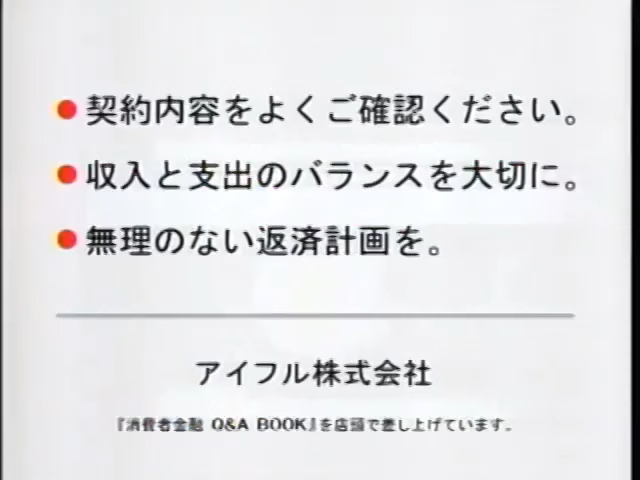 ●契約内容をよくご確認ください。
●収入と支出のバランスを大切に。
●無理のない返済計画を。
アイフル株式会社
『消費者金融 Q&A BOOK』を店頭で差し上げています。